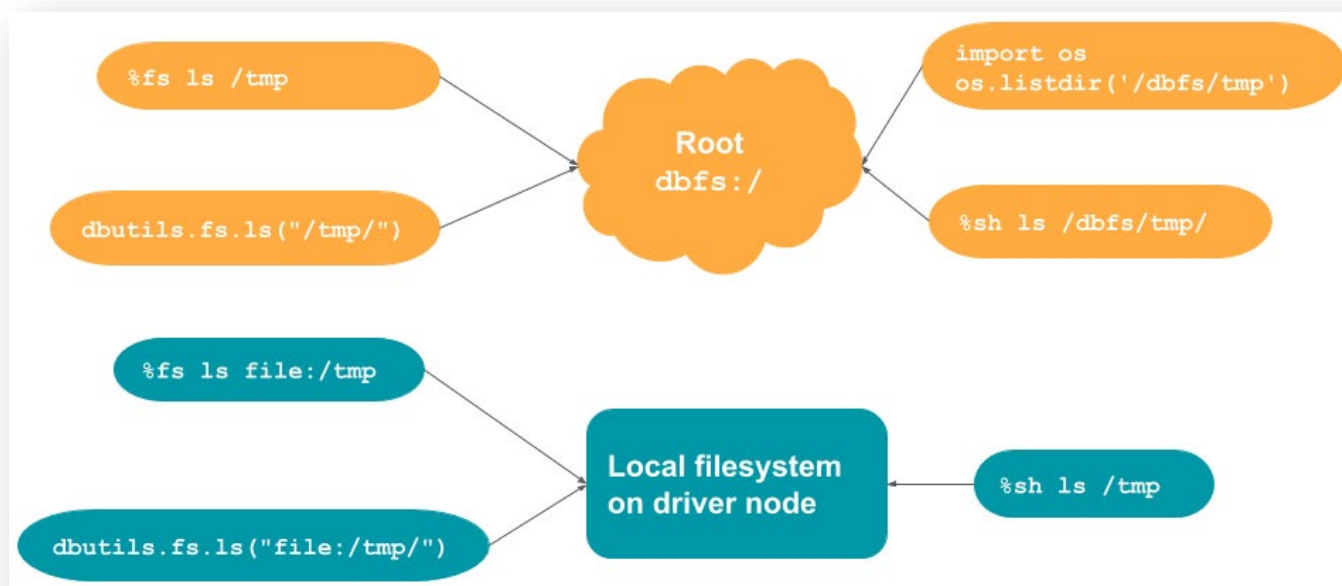 %fs ls /tmp
dbutils.fs.ls("/tmp/")
Root
dbfs:/
import os
os.listdir('/dbfs/tmp')
%sh ls /dbfs/tmp/
%fs ls file:/tmp
dbutils.fs.ls("file:/tmp/")
Local filesystem
on driver node
%sh ls /tmp